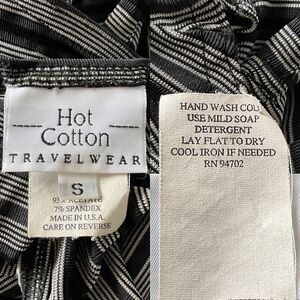 Hot
Cotton
TRAVELWEAR
S
93% ACETATE
7% SPANDEX
MADE IN U.S.A.
CARE ON REVERSE
HAND WASH COLD
USE MILD SOAP
DETERGENT
LAY FLAT TO DRY
COOL IRON IF NEEDED
RN 94702